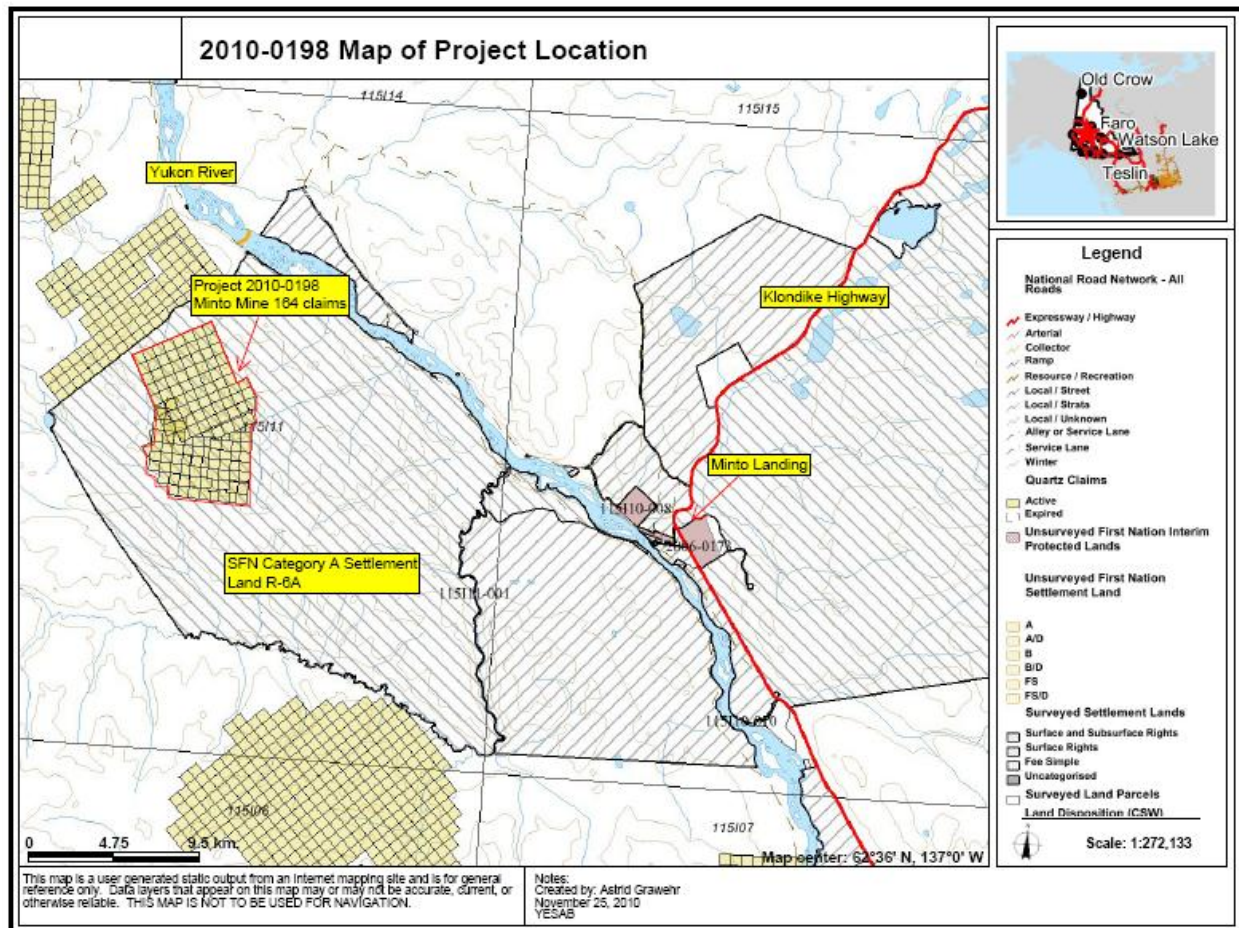 2010-0198 Map of Project Location
115I14
115I15
Yukon River
Project 2010-0198
Minto Mine 164 claims
Klondike Highway
115I11
Minto Landing
115I10-008
2006-0173
SFN Category A Settlement
Land R-6A
115I11-001
115I06
115I07
0 4.75 9.5 km.
Map center: 62°36' N, 137°0' W
Old Crow
Faro
Watson Lake
Teslin
Legend
National Road Network - All
Roads
Expressway / Highway
Arterial
Collector
Ramp
Resource / Recreation
Local / Street
Local / Strata
Local / Unknown
Alley or Service Lane
Service Lane
Winter
Quartz Claims
Active
Expired
Unsurveyed First Nation Interim
Protected Lands
Unsurveyed First Nation
Settlement Land
A
A/D
B
B/D
FS
FS/D
Surveyed Settlement Lands
Surface and Subsurface Rights
Surface Rights
Fee Simple
Uncategorised
Surveyed Land Parcels
Land Disposition (CSW)
Scale: 1:272,133
This map is a user generated static output from an Internet mapping site and is for general
reference only. Data layers that appear on this map may or may not be accurate, current, or
otherwise reliable. THIS MAP IS NOT TO BE USED FOR NAVIGATION.
Notes:
Created by: Astrid Grawehr
November 25, 2010
YESAB